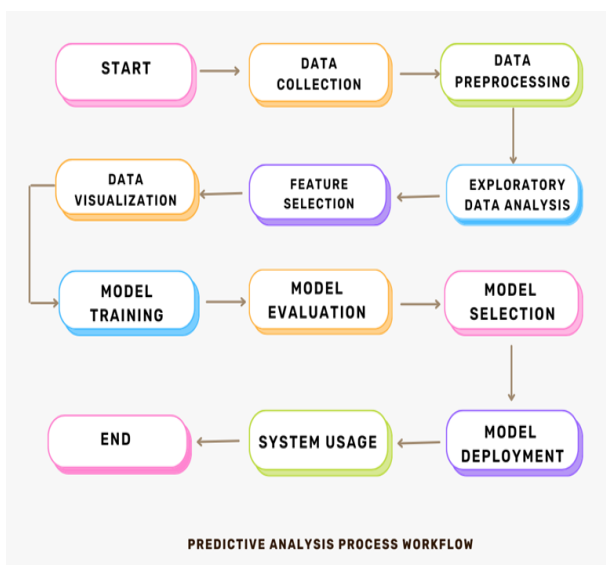 START
DATA
COLLECTION
DATA
PREPROCESSING
EXPLORATORY
DATA ANALYSIS
FEATURE
SELECTION
DATA
VISUALIZATION
MODEL
TRAINING
MODEL
EVALUATION
MODEL
SELECTION
MODEL
DEPLOYMENT
SYSTEM USAGE
END
PREDICTIVE ANALYSIS PROCESS WORKFLOW